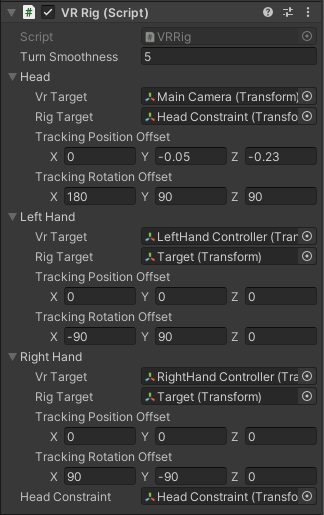 VR Rig (Script)
Script VRRig
Turn Smoothness 5
Head
Vr Target Main Camera (Transform)
Rig Target Head Constraint (Transfo
Tracking Position Offset
X 0 Y -0.05 Z -0.23
Tracking Rotation Offset
X 180 Y 90 Z 90
Left Hand
Vr Target LeftHand Controller (Tran
Rig Target Target (Transform)
Tracking Position Offset
X 0 Y 0 Z 0
Tracking Rotation Offset
X -90 Y 90 Z 0
Right Hand
Vr Target RightHand Controller (Tra
Rig Target Target (Transform)
Tracking Position Offset
X 0 Y 0 Z 0
Tracking Rotation Offset
X 90 Y -90 Z 0
Head Constraint Head Constraint (Transfo